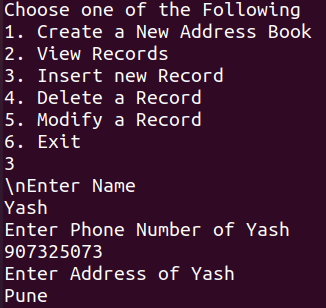 Choose one of the Following
1. Create a New Address Book
2. View Records
3. Insert new Record
4. Delete a Record
5. Modify a Record
6. Exit
3
\nEnter Name
Yash
Enter Phone Number of Yash
907325073
Enter Address of Yash
Pune